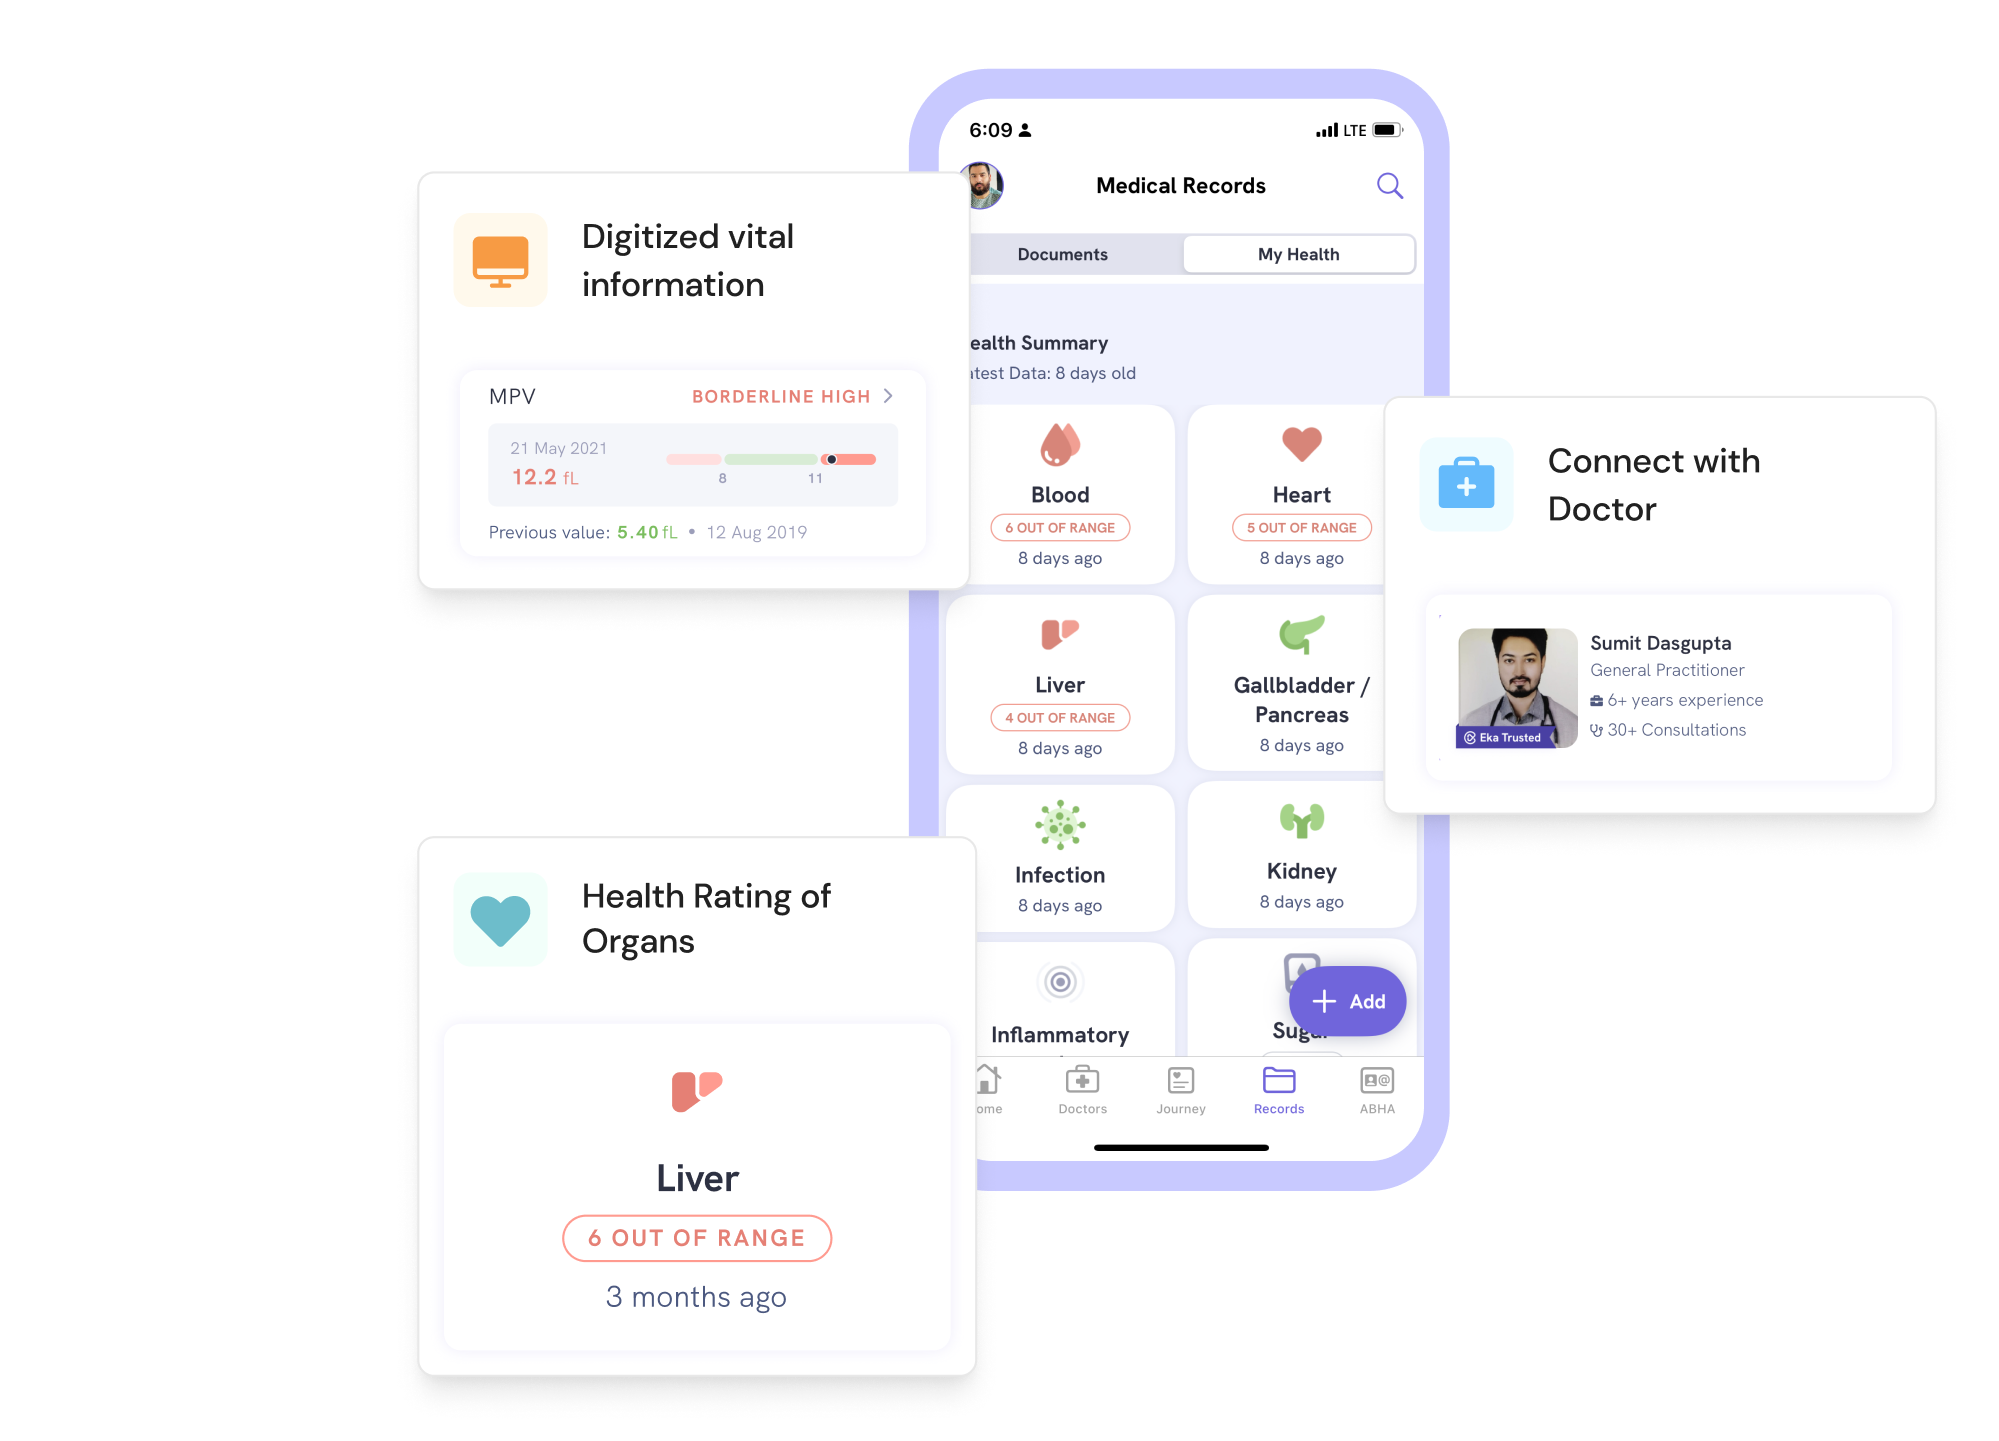 6:09
LTE
Medical Records
Documents
My Health
ealth Summary
atest Data: 8 days old
Blood
6 OUT OF RANGE
8 days ago
Heart
5 OUT OF RANGE
8 days ago
Liver
4 OUT OF RANGE
8 days ago
Gallbladder /
Pancreas
8 days ago
Infection
8 days ago
Kidney
8 days ago
Inflammatory
Sugar
+ Add
ome
Doctors
Journey
Records
ABHA
Digitized vital
information
MPV
BORDERLINE HIGH
21 May 2021
12.2 fL
8
11
Previous value: 5.40 fL • 12 Aug 2019
Connect with
Doctor
Sumit Dasgupta
General Practitioner
6+ years experience
30+ Consultations
Eka Trusted
Health Rating of
Organs
Liver
6 OUT OF RANGE
3 months ago